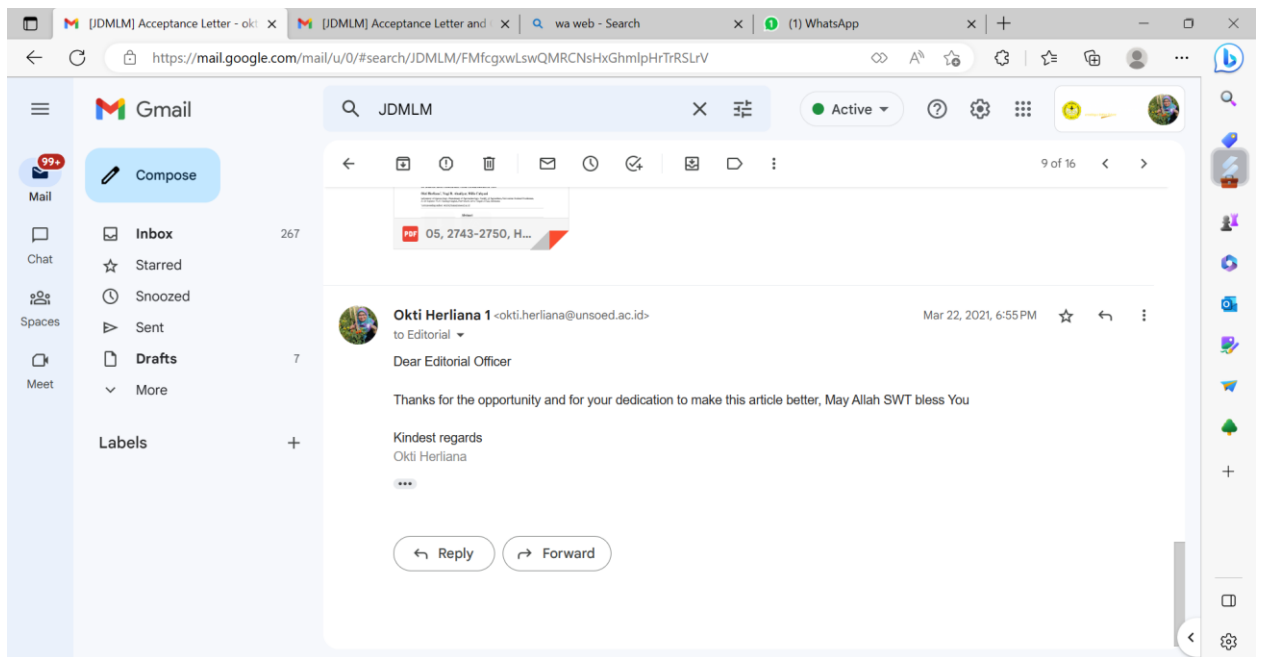 [JDMLM] Acceptance Letter - okt
[JDMLM] Acceptance Letter and
wa web - Search
(1) WhatsApp
https://mail.google.com/mail/u/0/#search/JDMLM/FMfcgxwLswQMRCNsHxGhmlpHrTrRSLrV
Gmail
JDMLM
Active
99+
Mail
Compose
9 of 16
Chat
Spaces
Meet
Inbox 267
Starred
Snoozed
Sent
Drafts 7
More
Labels
PDF 05, 2743-2750, H...
Okti Herliana 1 <okti.herliana@unsoed.ac.id> Mar 22, 2021, 6:55 PM
to Editorial
Dear Editorial Officer
Thanks for the opportunity and for your dedication to make this article better, May Allah SWT bless You
Kindest regards
Okti Herliana
Reply Forward